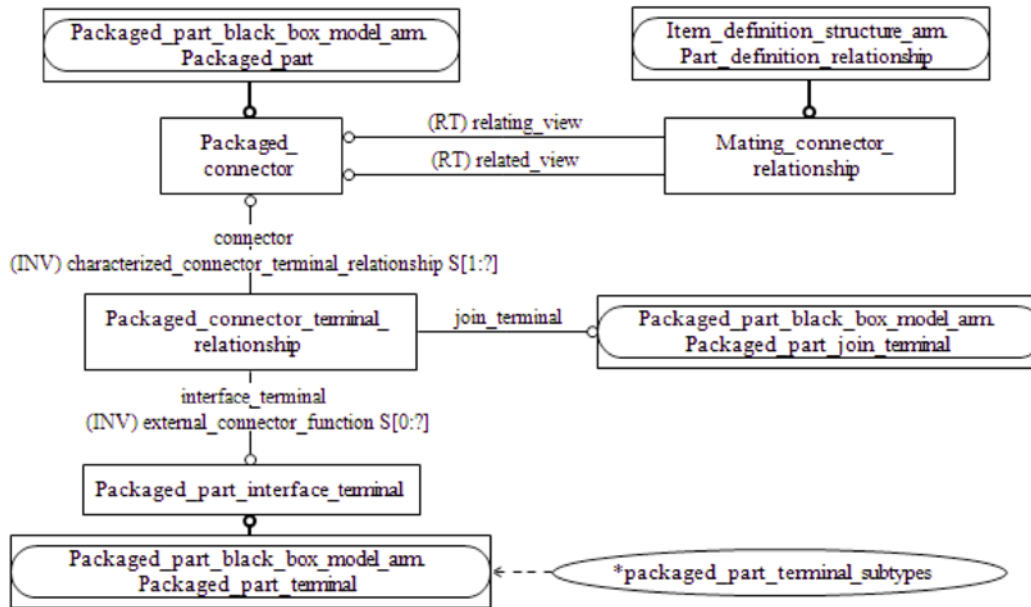 Packaged_part_black_box_model_arm.
Packaged_part
Item_definition_structure_arm.
Part_definition_relationship
Packaged_
connector
(RT) relating_view
(RT) related_view
Mating_connector_
relationship
connector
(INV) characterized_connector_terminal_relationship S[1:?]
Packaged_connector_terminal_
relationship
join_terminal
Packaged_part_black_box_model_arm.
Packaged_part_join_terminal
interface_terminal
(INV) external_connector_function S[0:?]
Packaged_part_interface_terminal
Packaged_part_black_box_model_arm.
Packaged_part_terminal
*packaged_part_terminal_subtypes